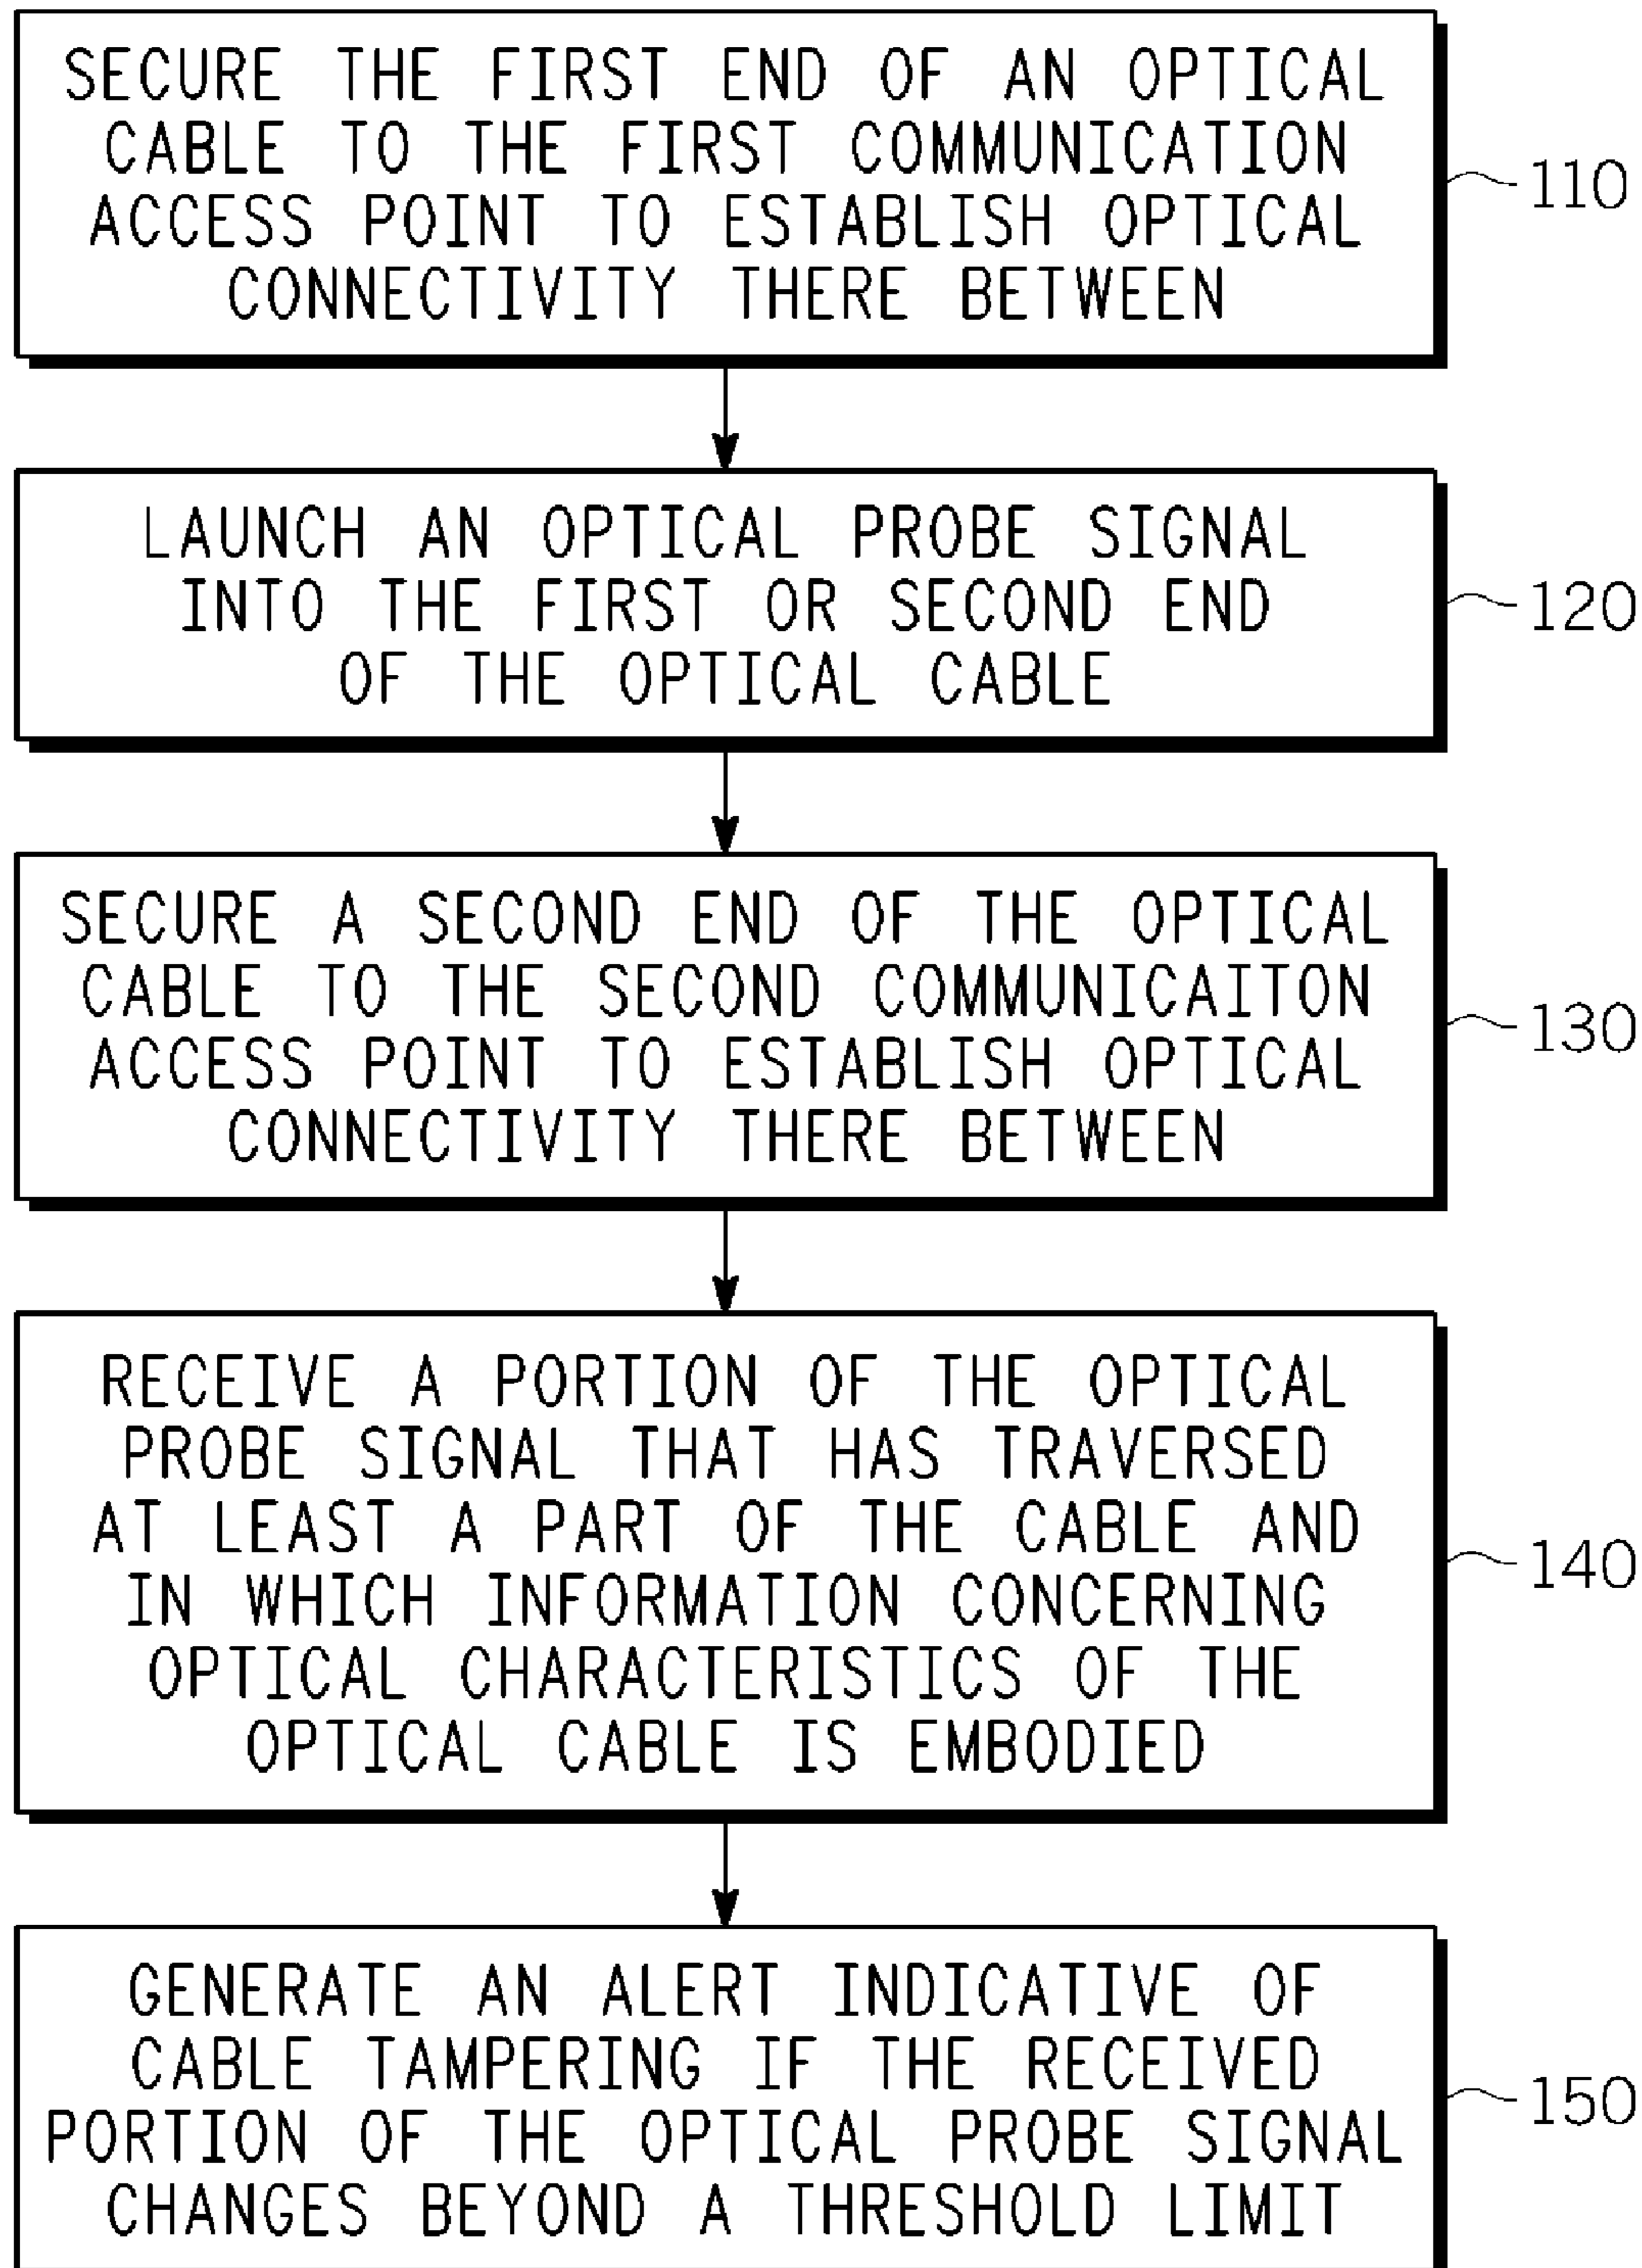 SECURE THE FIRST END OF AN OPTICAL
CABLE TO THE FIRST COMMUNICATION
ACCESS POINT TO ESTABLISH OPTICAL
CONNECTIVITY THERE BETWEEN
110
LAUNCH AN OPTICAL PROBE SIGNAL
INTO THE FIRST OR SECOND END
OF THE OPTICAL CABLE
120
SECURE A SECOND END OF THE OPTICAL
CABLE TO THE SECOND COMMUNICAITON
ACCESS POINT TO ESTABLISH OPTICAL
CONNECTIVITY THERE BETWEEN
130
RECEIVE A PORTION OF THE OPTICAL
PROBE SIGNAL THAT HAS TRAVERSED
AT LEAST A PART OF THE CABLE AND
IN WHICH INFORMATION CONCERNING
OPTICAL CHARACTERISTICS OF THE
OPTICAL CABLE IS EMBODIED
140
GENERATE AN ALERT INDICATIVE OF
CABLE TAMPERING IF THE RECEIVED
PORTION OF THE OPTICAL PROBE SIGNAL
CHANGES BEYOND A THRESHOLD LIMIT
150